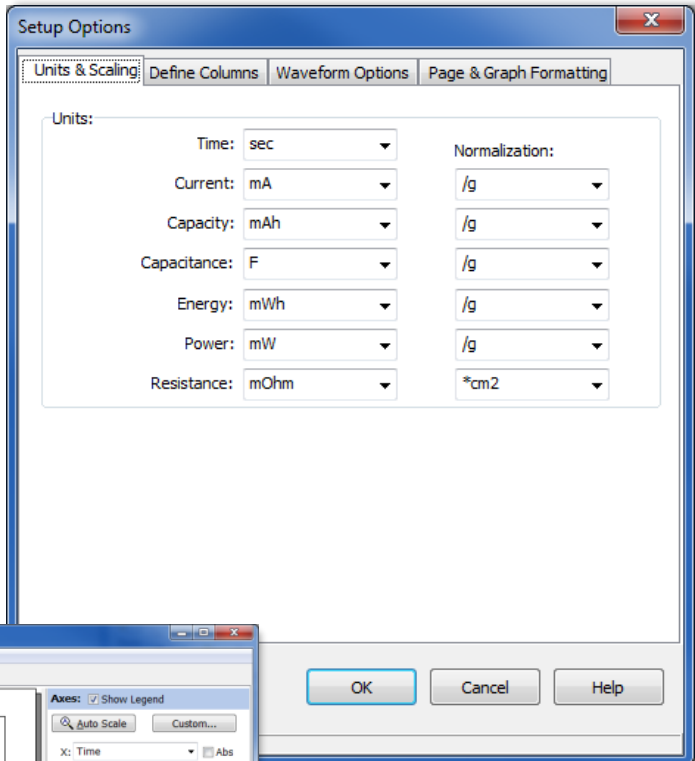 Setup Options
Units & Scaling Define Columns Waveform Options Page & Graph Formatting
Units:
Time: sec
Normalization:
Current: mA /g
Capacity: mAh /g
Capacitance: F /g
Energy: mWh /g
Power: mW /g
Resistance: mOhm *cm2
OK Cancel Help
Axes: Show Legend
Auto Scale Custom...
X: Time Abs